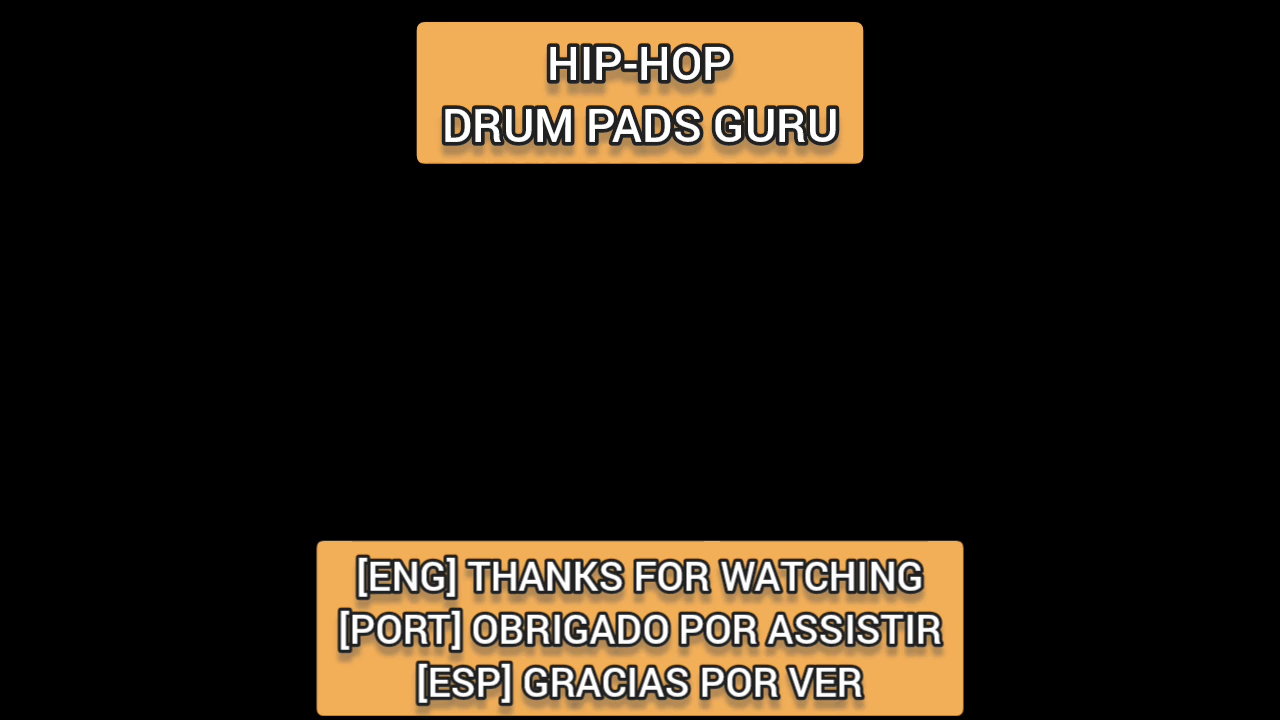 HIP-HOP
DRUM PADS GURU
[ENG] THANKS FOR WATCHING
[PORT] OBRIGADO POR ASSISTIR
[ESP] GRACIAS POR VER